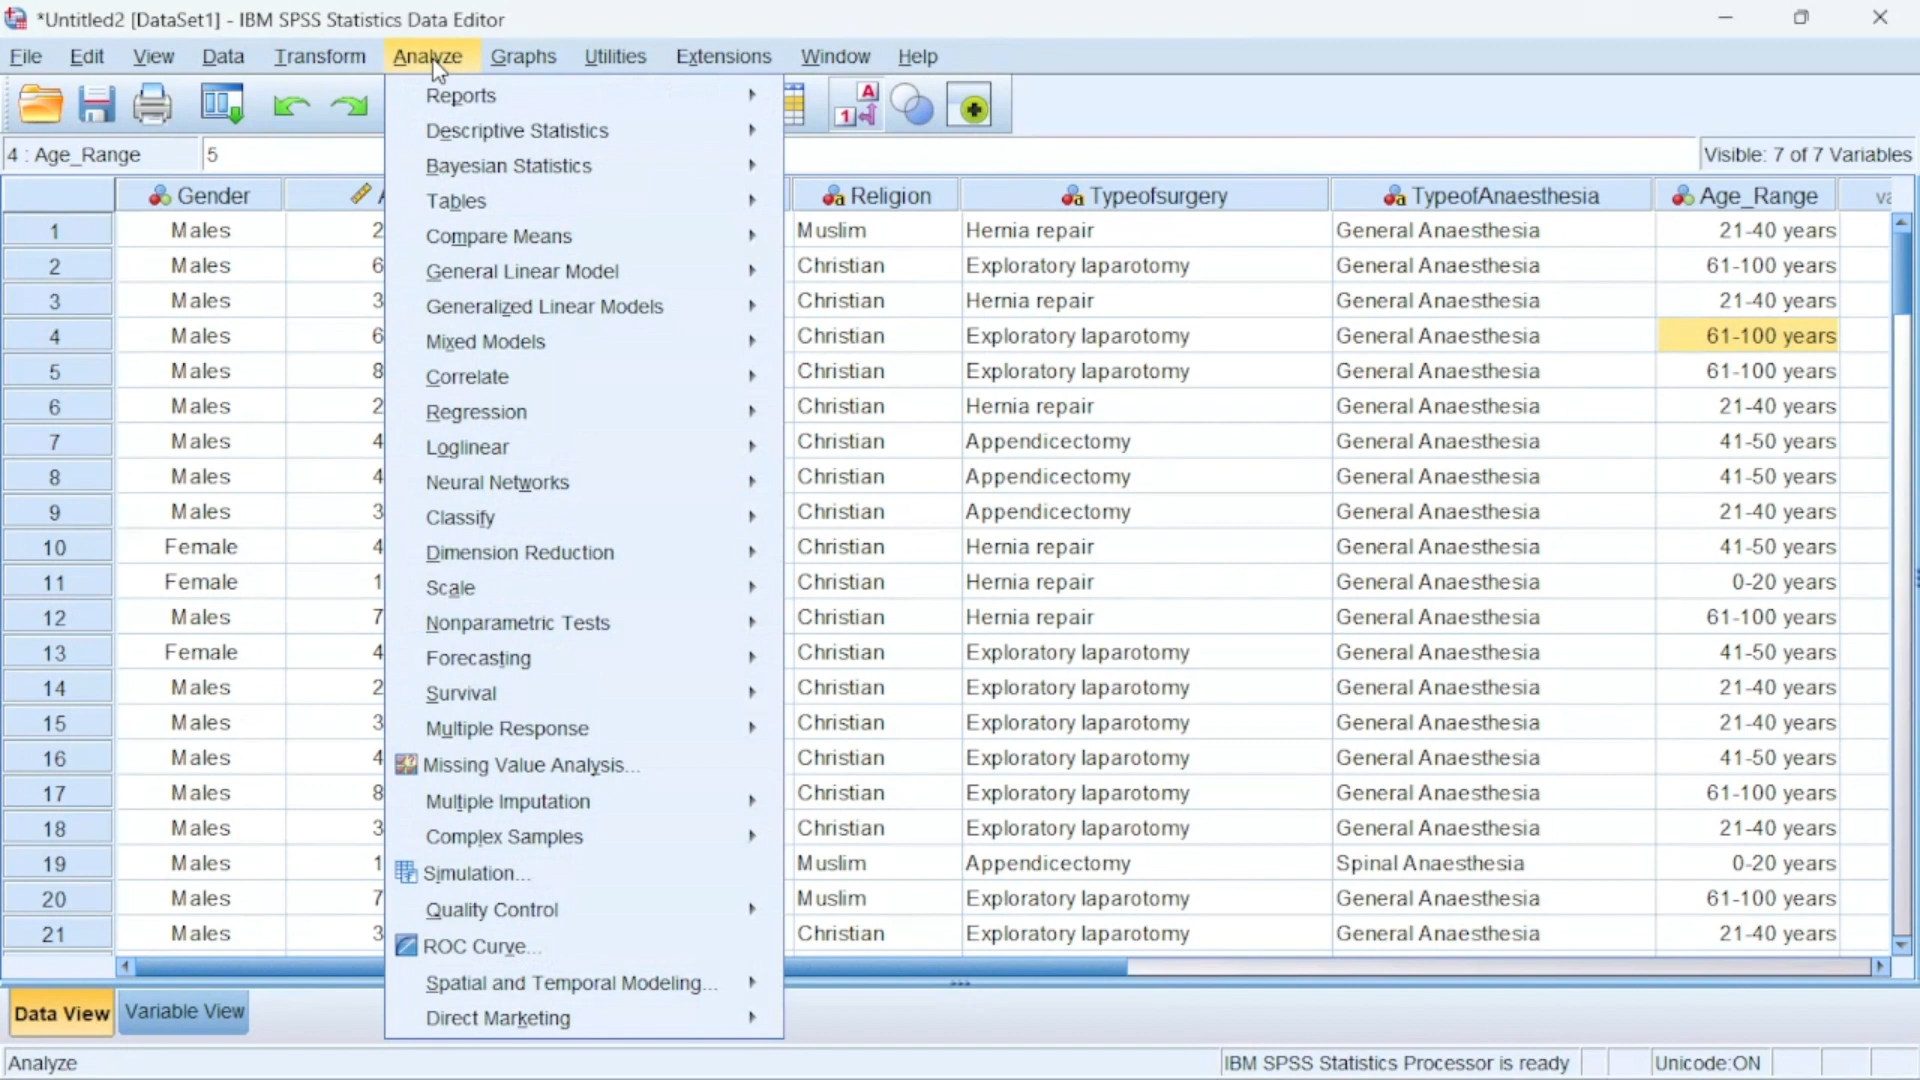 *Untitled2 [DataSet1] - IBM SPSS Statistics Data Editor
File Edit View Data Transform Analyze Graphs Utilities Extensions Window Help
4 : Age_Range 5 Visible: 7 of 7 Variables
Reports
Descriptive Statistics
Bayesian Statistics
Tables
Compare Means
General Linear Model
Generalized Linear Models
Mixed Models
Correlate
Regression
Loglinear
Neural Networks
Classify
Dimension Reduction
Scale
Nonparametric Tests
Forecasting
Survival
Multiple Response
Missing Value Analysis...
Multiple Imputation
Complex Samples
Simulation...
Quality Control
ROC Curve...
Spatial and Temporal Modeling...
Direct Marketing
Gender Religion Typeofsurgery TypeofAnaesthesia Age_Range
1 Males 2 Muslim Hernia repair General Anaesthesia 21-40 years
2 Males 6 Christian Exploratory laparotomy General Anaesthesia 61-100 years
3 Males 3 Christian Hernia repair General Anaesthesia 21-40 years
4 Males 6 Christian Exploratory laparotomy General Anaesthesia 61-100 years
5 Males 8 Christian Exploratory laparotomy General Anaesthesia 61-100 years
6 Males 2 Christian Hernia repair General Anaesthesia 21-40 years
7 Males 4 Christian Appendicectomy General Anaesthesia 41-50 years
8 Males 4 Christian Appendicectomy General Anaesthesia 41-50 years
9 Males 3 Christian Appendicectomy General Anaesthesia 21-40 years
10 Female 4 Christian Hernia repair General Anaesthesia 41-50 years
11 Female 1 Christian Hernia repair General Anaesthesia 0-20 years
12 Males 7 Christian Hernia repair General Anaesthesia 61-100 years
13 Female 4 Christian Exploratory laparotomy General Anaesthesia 41-50 years
14 Males 2 Christian Exploratory laparotomy General Anaesthesia 21-40 years
15 Males 3 Christian Exploratory laparotomy General Anaesthesia 21-40 years
16 Males 4 Christian Exploratory laparotomy General Anaesthesia 41-50 years
17 Males 8 Christian Exploratory laparotomy General Anaesthesia 61-100 years
18 Males 3 Christian Exploratory laparotomy General Anaesthesia 21-40 years
19 Males 1 Muslim Appendicectomy Spinal Anaesthesia 0-20 years
20 Males 7 Muslim Exploratory laparotomy General Anaesthesia 61-100 years
21 Males 3 Christian Exploratory laparotomy General Anaesthesia 21-40 years
Data View Variable View
Analyze IBM SPSS Statistics Processor is ready Unicode:ON